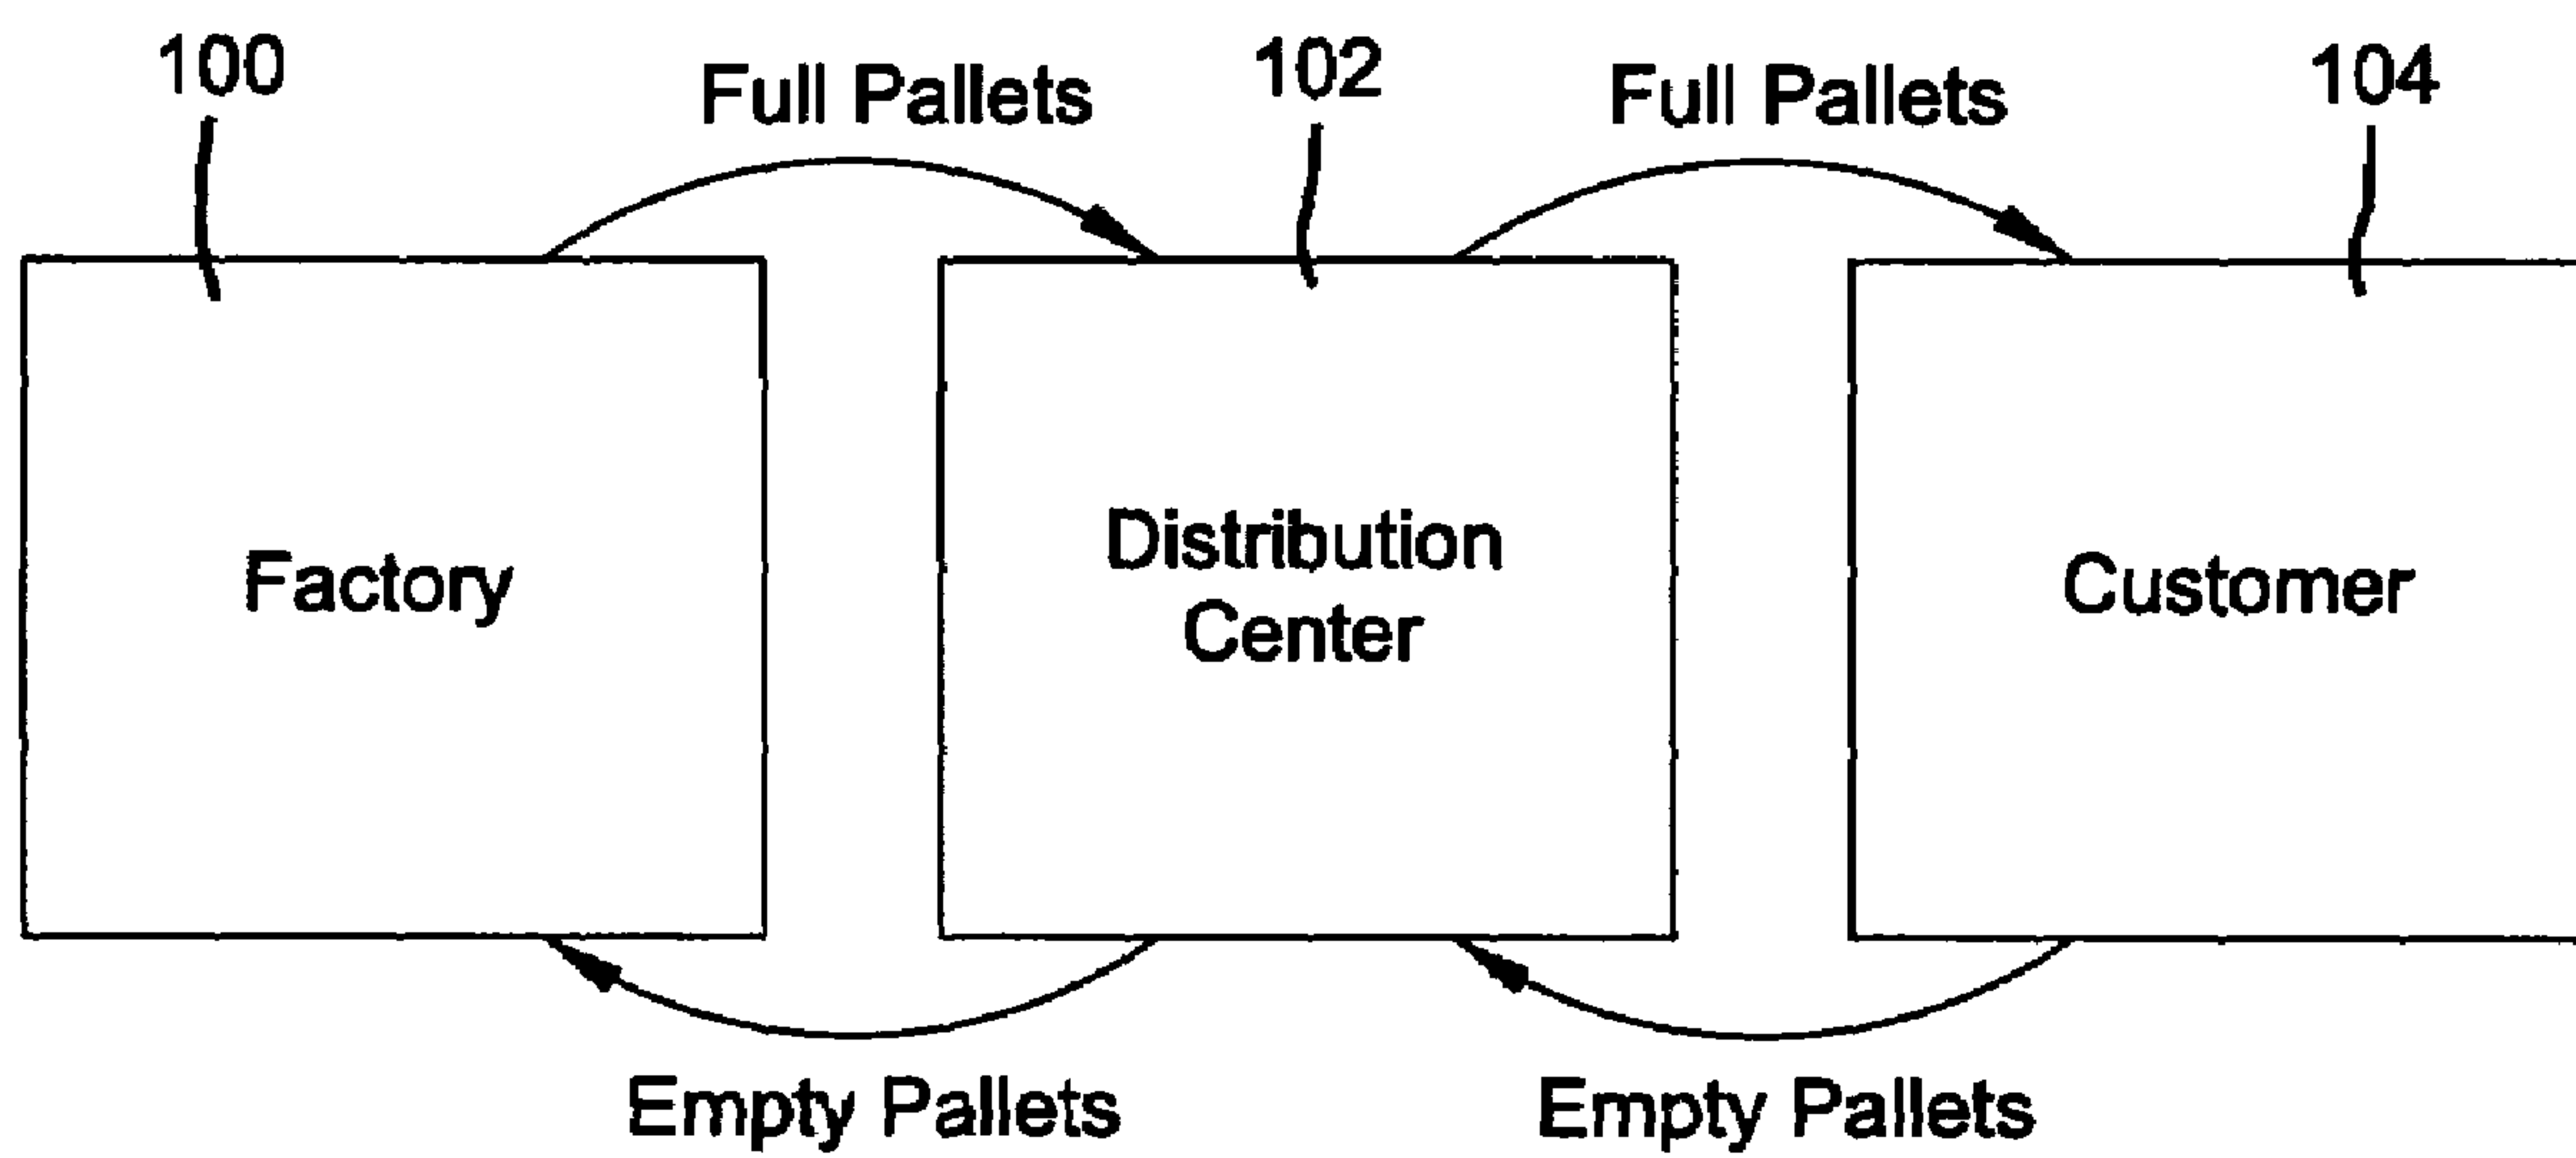 100
Full Pallets
102
Full Pallets
104
Factory
Distribution
Center
Customer
Empty Pallets
Empty Pallets